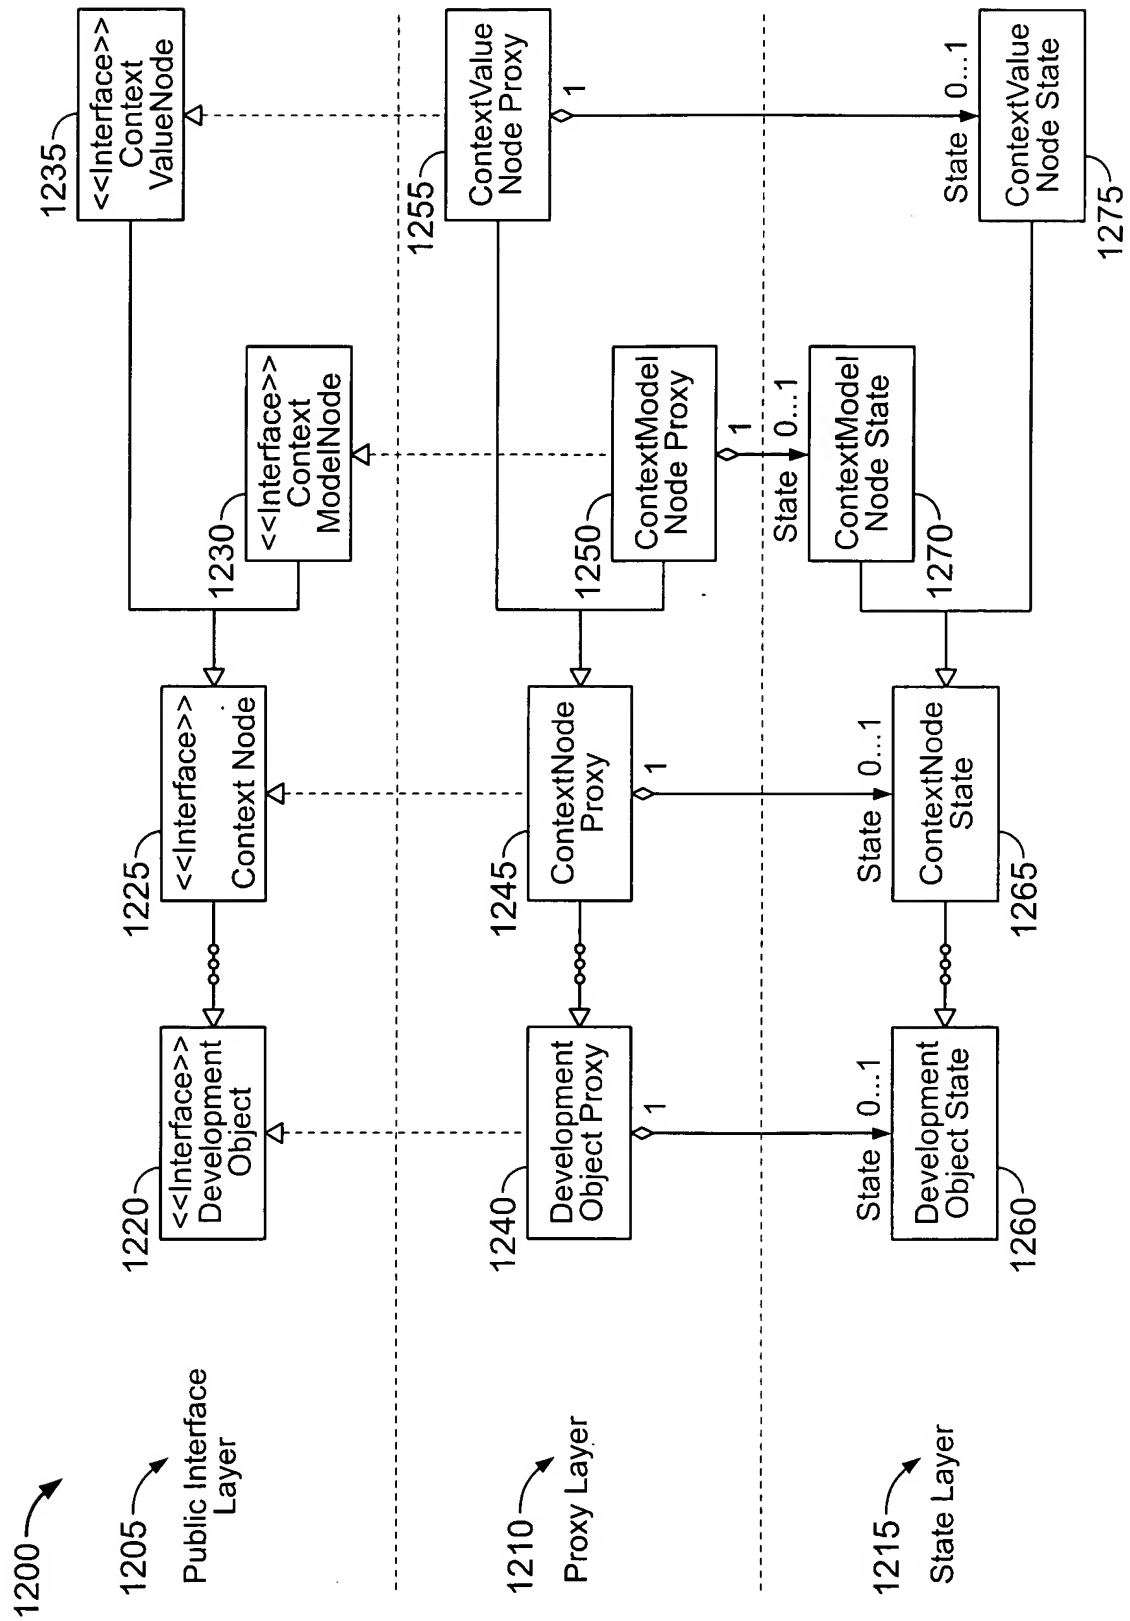 1200
1205
Public Interface
Layer
1220
<<Interface>>
Development
Object
1225
<<Interface>>
Context Node
1230
<<Interface>>
Context
ModelNode
1235
<<Interface>>
Context
ValueNode
1210
Proxy Layer
1240
Development
Object Proxy
1
1245
ContextNode
Proxy
1
1250
ContextModel
Node Proxy
1
1255
ContextValue
Node Proxy
1
1215
State Layer
State
0...1
Development
Object State
1260
State
0...1
ContextNode
State
1265
State
0...1
ContextModel
Node State
1270
State
0...1
ContextValue
Node State
1275